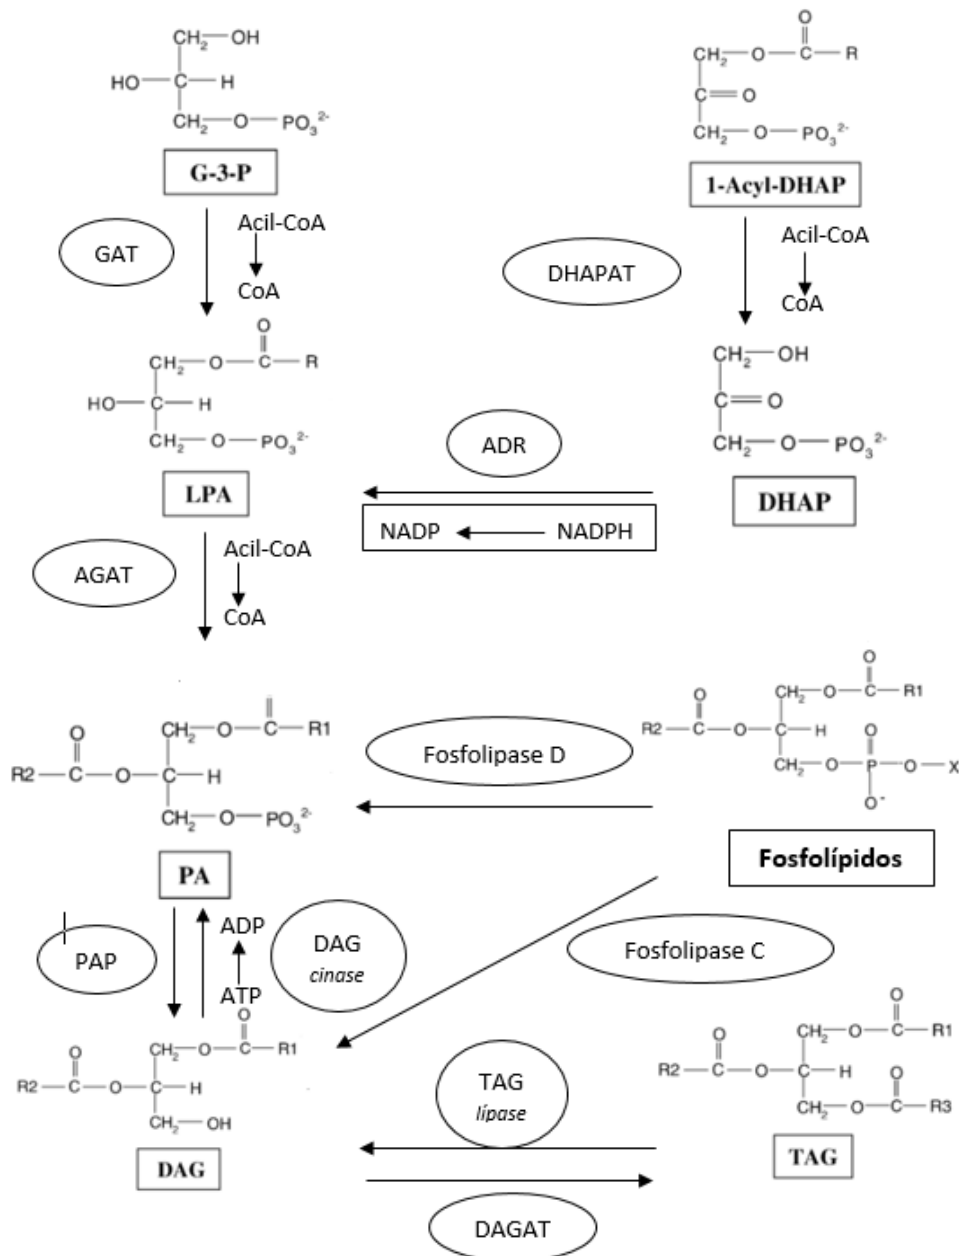 CH2—OH
HO—C—H
CH2—O—PO3 2-
G-3-P
O
CH2—O—C—R
C=O
CH2—O—PO3 2-
1-Acyl-DHAP
GAT
Acil-CoA
CoA
DHAPAT
Acil-CoA
CoA
O
CH2—O—C—R
HO—C—H
CH2—O—PO3 2-
LPA
CH2—OH
C=O
CH2—O—PO3 2-
DHAP
ADR
NADP
NADPH
AGAT
Acil-CoA
CoA
O
CH2—O—C—R1
R2—C—O—C—H
CH2—O—PO3 2-
PA
Fosfolipase D
O
CH2—O—C—R1
O
R2—C—O—C—H
O
CH2—O—P—O—X
O-
Fosfolípidos
PAP
ADP
ATP
DAG
cinase
Fosfolipase C
O
CH2—O—C—R1
O
R2—C—O—C—H
CH2—OH
DAG
TAG
lípase
O
CH2—O—C—R1
O
R2—C—O—C—H
O
CH2—O—C—R3
TAG
DAGAT